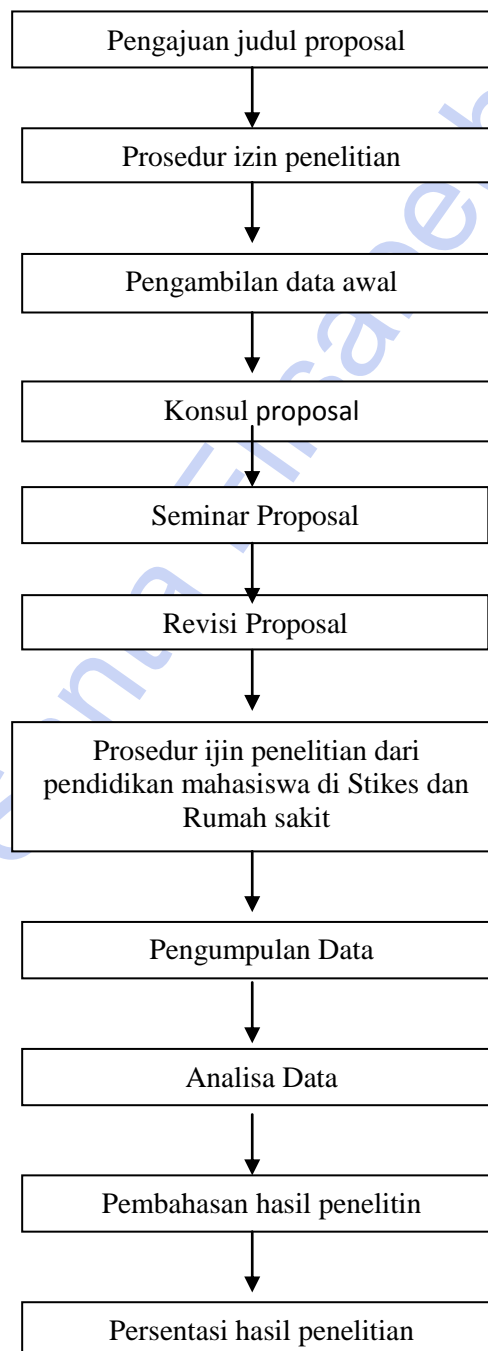 Pengajuan judul proposal
Prosedur izin penelitian
Pengambilan data awal
Konsul proposal
Seminar Proposal
Revisi Proposal
Prosedur ijin penelitian dari
pendidikan mahasiswa di Stikes dan
Rumah sakit
Pengumpulan Data
Analisa Data
Pembahasan hasil penelitin
Persentasi hasil penelitian